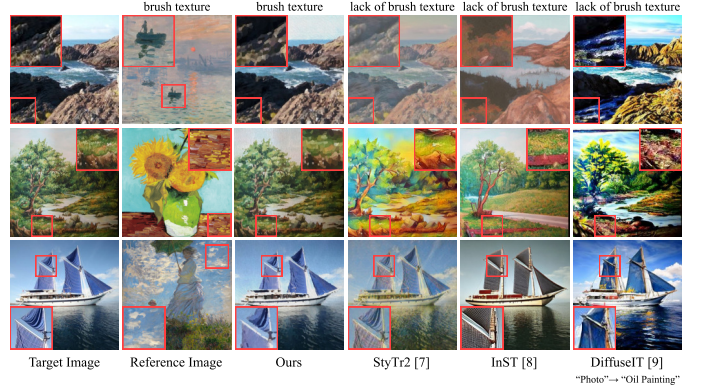 brush texture brush texture lack of brush texture lack of brush texture lack of brush texture
Target Image Reference Image Ours StyTr2 [7] InST [8] DiffuseIT [9]
“Photo”→ “Oil Painting”